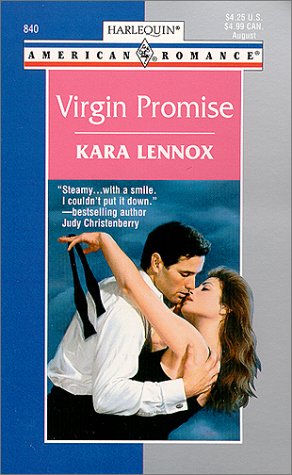 840
HARLEQUIN®
AMERICAN ROMANCE®
$4.25 U.S.
$4.99 CAN.
August
Virgin Promise
KARA LENNOX
"Steamy...with a smile.
I couldn't put it down."
—bestselling author
Judy Christenberry